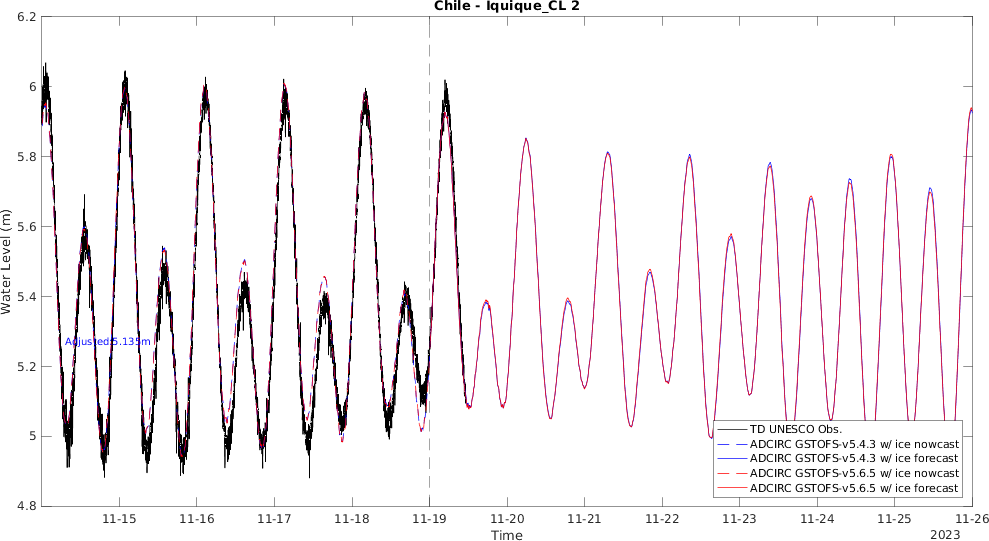 Chile - Iquique_CL 2
6.2
6
5.8
5.6
5.4
5.2
5
4.8
Water Level (m)
Adjusted:5.135m
TD UNESCO Obs.
ADCIRC GSTOFS-v5.4.3 w/ ice nowcast
ADCIRC GSTOFS-v5.4.3 w/ ice forecast
ADCIRC GSTOFS-v5.6.5 w/ ice nowcast
ADCIRC GSTOFS-v5.6.5 w/ ice forecast
11-15 11-16 11-17 11-18 11-19 11-20 11-21 11-22 11-23 11-24 11-25 11-26
Time
2023